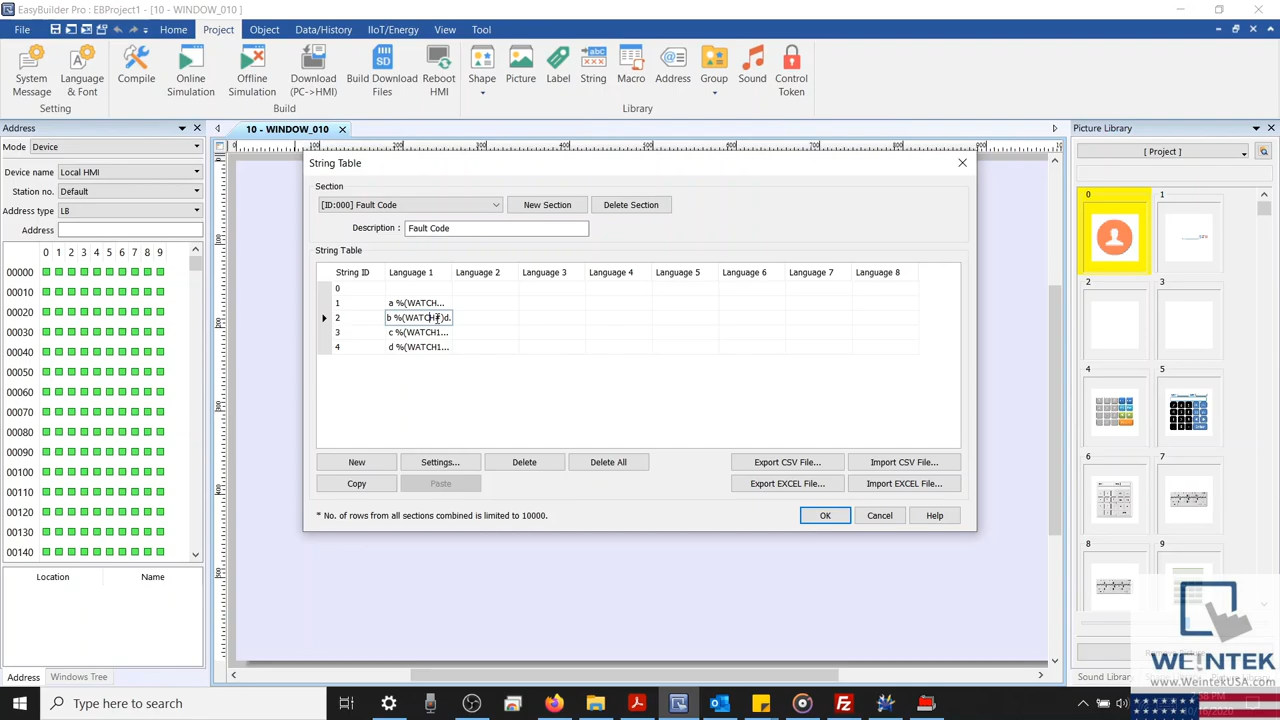 EasyBuilder Pro : EBProject1 - [10 - WINDOW_010 ]
File Home Project Object Data/History IIoT/Energy View Tool
System Message
Language & Font
Compile
Online Simulation
Offline Simulation
Download (PC->HMI)
Build Download Files
Reboot HMI
Shape
Picture
Label
abc
String
Macro
Address
Group
Sound
Control Token
Setting Build Library
Address
Mode Device
Device name Local HMI
Station no. Default
Address type LB
Address
0 1 2 3 4 5 6 7 8 9
00000
00010
00020
00030
00040
00050
00060
00070
00080
00090
00100
00110
00120
00130
00140
Location Name
Address Windows Tree
10 - WINDOW_010
String Table
Section
[ID:000] Fault Code New Section Delete Section
Description : Fault Code
String Table
String ID Language 1 Language 2 Language 3 Language 4 Language 5 Language 6 Language 7 Language 8
0
1 a %(WATCH...
2
3 c %(WATCH1...
4 d %(WATCH1...
New Settings... Delete Delete All Export CSV File... Import CSV File...
Copy Paste Export EXCEL File... Import EXCEL File...
* No. of rows from all sections combined is limited to 10000.
OK Cancel Help
Picture Library
[ Project ]
0 1
2 3
4 5
6 7
8 9
Sound Library
WEINTEK
www.WeintekUSA.com
Type here to search